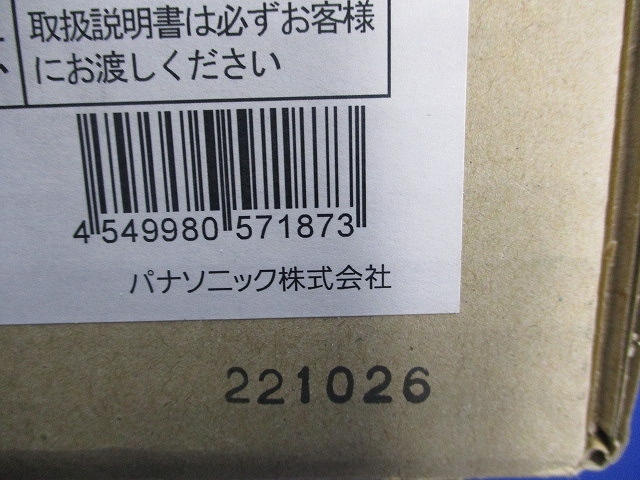 取扱説明書は必ずお客様
にお渡しください
4 549980 571873
パナソニック株式会社
221026